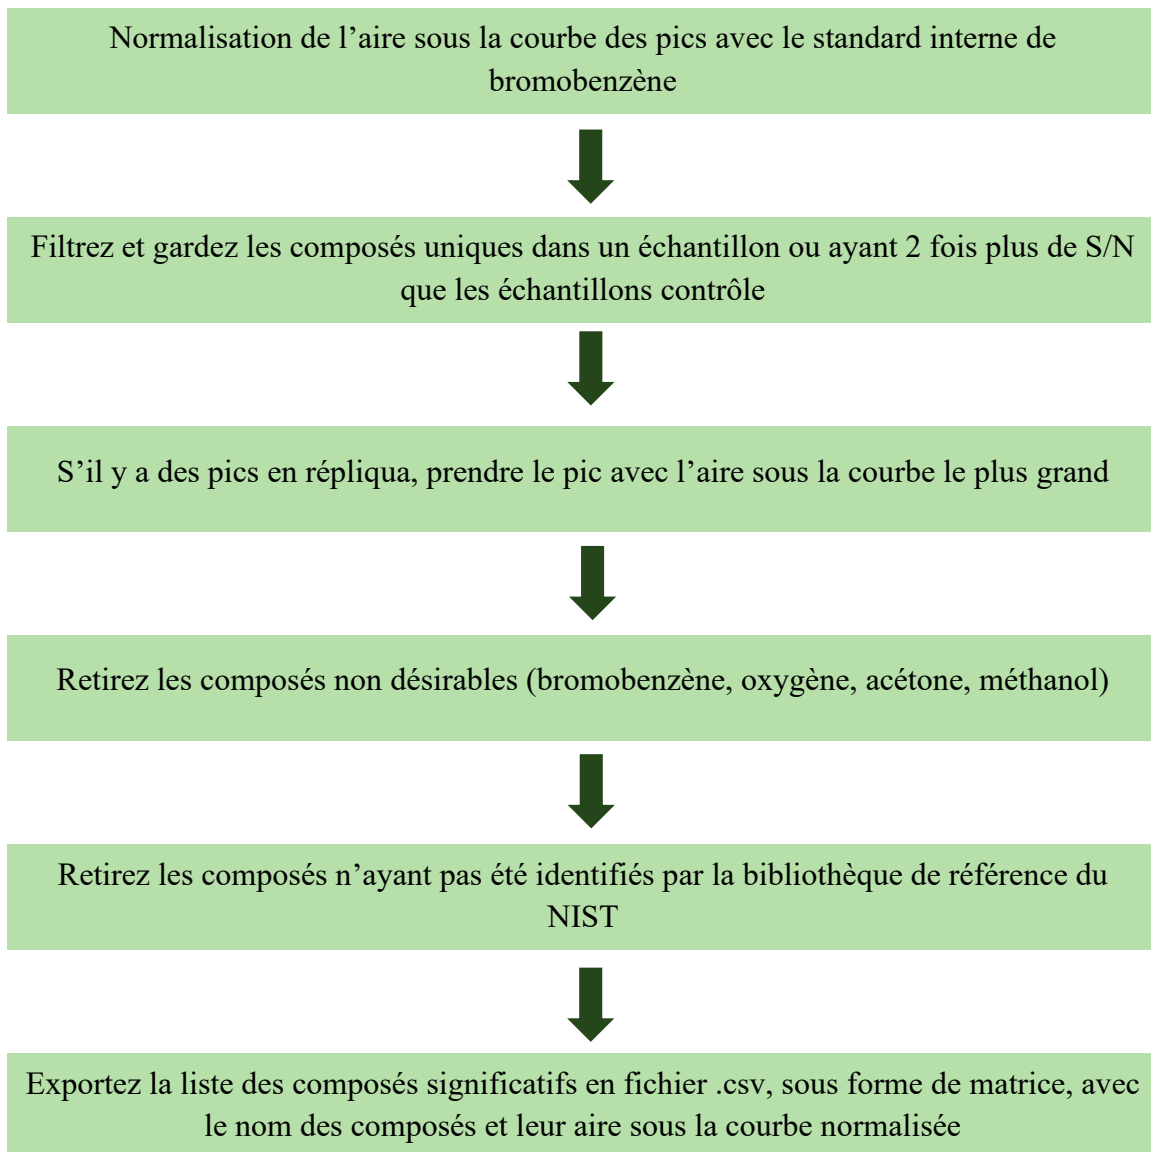 Normalisation de l’aire sous la courbe des pics avec le standard interne de
bromobenzène
Filtrez et gardez les composés uniques dans un échantillon ou ayant 2 fois plus de S/N
que les échantillons contrôle
S’il y a des pics en répliqua, prendre le pic avec l’aire sous la courbe le plus grand
Retirez les composés non désirables (bromobenzène, oxygène, acétone, méthanol)
Retirez les composés n’ayant pas été identifiés par la bibliothèque de référence du
NIST
Exportez la liste des composés significatifs en fichier .csv, sous forme de matrice, avec
le nom des composés et leur aire sous la courbe normalisée